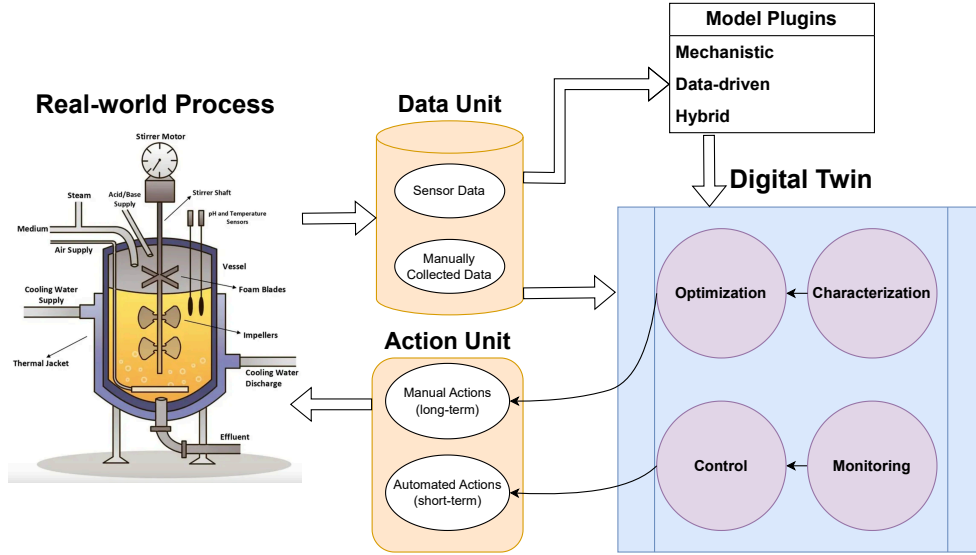 Real-world Process
Stirrer Motor
Steam
Acid/Base
Supply
Stirrer Shaft
pH and Temperature
Sensors
Medium
Air Supply
Vessel
Cooling Water
Supply
Foam Blades
Impellers
Thermal Jacket
Cooling Water
Discharge
Effluent
Data Unit
Sensor Data
Manually
Collected Data
Action Unit
Manual Actions
(long-term)
Automated Actions
(short-term)
Model Plugins
Mechanistic
Data-driven
Hybrid
Digital Twin
Optimization
Characterization
Control
Monitoring